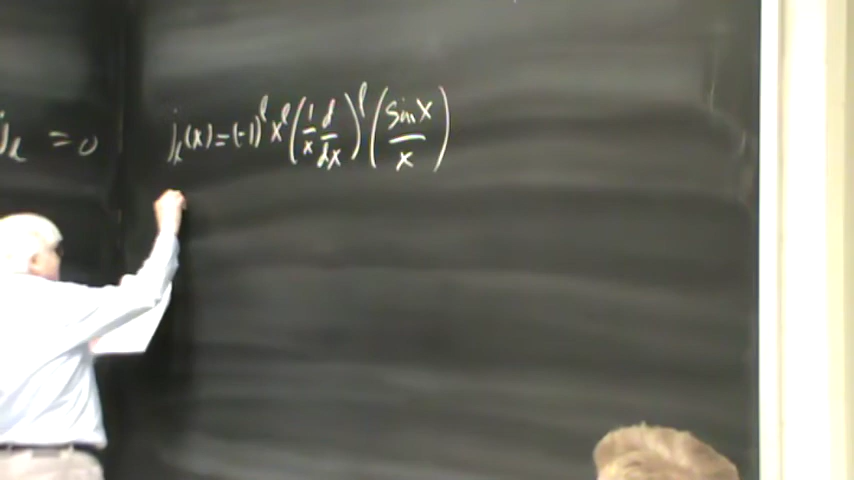 j_ℓ = 0
j_ℓ(x) = (-1)^ℓ x^ℓ (1/x d/dx)^ℓ (sin x / x)